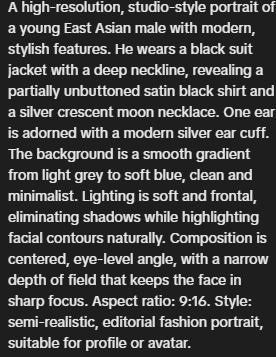 A high-resolution, studio-style portrait of
a young East Asian male with modern,
stylish features. He wears a black suit
jacket with a deep neckline, revealing a
partially unbuttoned satin black shirt and
a silver crescent moon necklace. One ear
is adorned with a modern silver ear cuff.
The background is a smooth gradient
from light grey to soft blue, clean and
minimalist. Lighting is soft and frontal,
eliminating shadows while highlighting
facial contours naturally. Composition is
centered, eye-level angle, with a narrow
depth of field that keeps the face in
sharp focus. Aspect ratio: 9:16. Style:
semi-realistic, editorial fashion portrait,
suitable for profile or avatar.